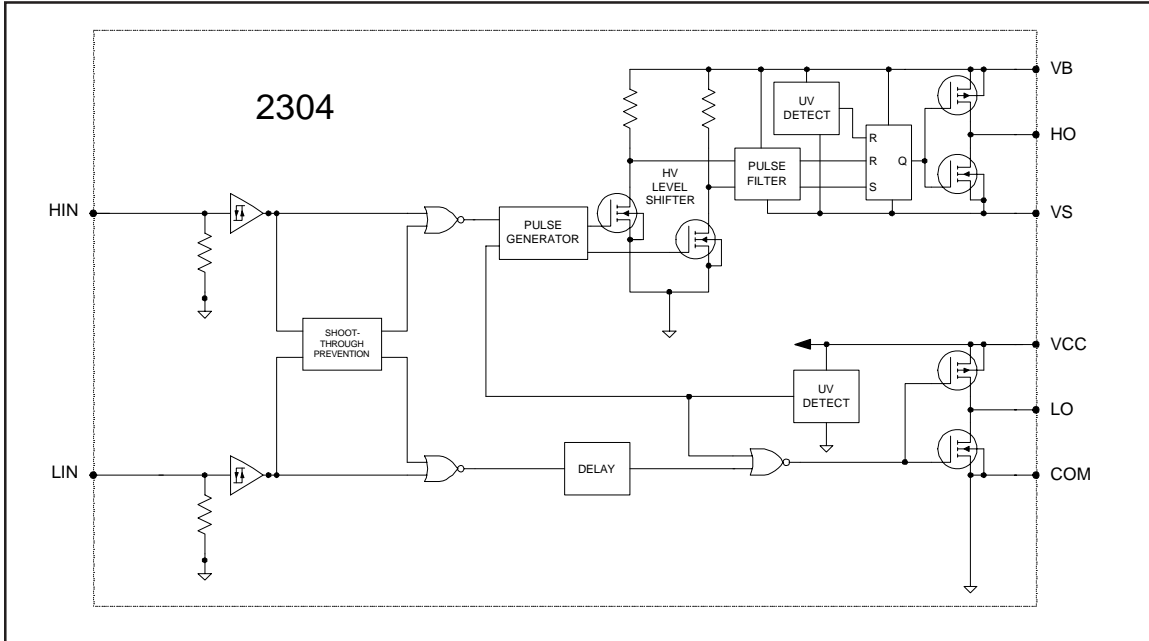 2304
VB
UV
DETECT
HO
R
R
Q
S
PULSE
FILTER
HV
LEVEL
SHIFTER
HIN
VS
PULSE
GENERATOR
SHOOT-
THROUGH
PREVENTION
VCC
UV
DETECT
LO
LIN
DELAY
COM